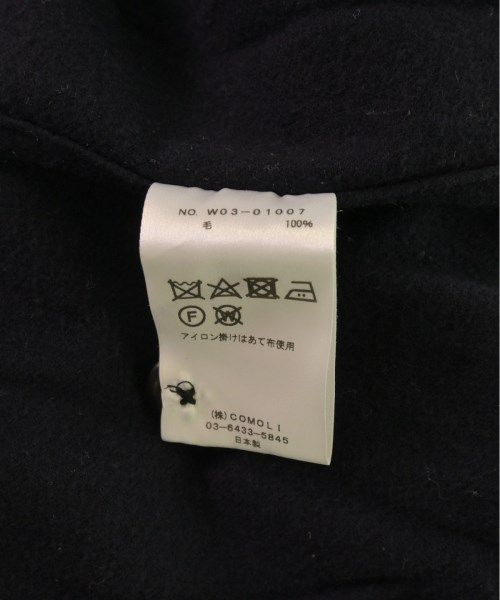 NO. W03-01007
毛 100%
F W
アイロン掛けはあて布使用
(株)COMOLI
03-6433-5845
日本製